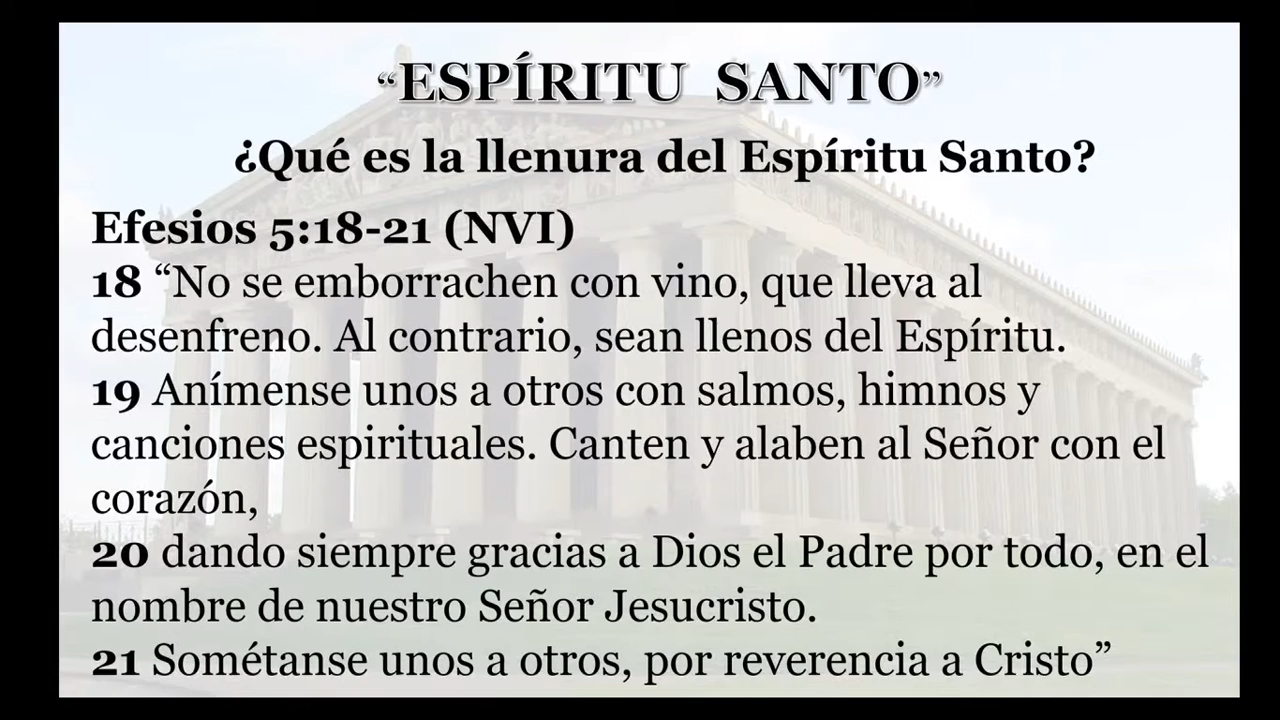 “ESPÍRITU SANTO”
¿Qué es la llenura del Espíritu Santo?
Efesios 5:18-21 (NVI)
18 “No se emborrachen con vino, que lleva al
desenfreno. Al contrario, sean llenos del Espíritu.
19 Anímense unos a otros con salmos, himnos y
canciones espirituales. Canten y alaben al Señor con el
corazón,
20 dando siempre gracias a Dios el Padre por todo, en el
nombre de nuestro Señor Jesucristo.
21 Sométanse unos a otros, por reverencia a Cristo”